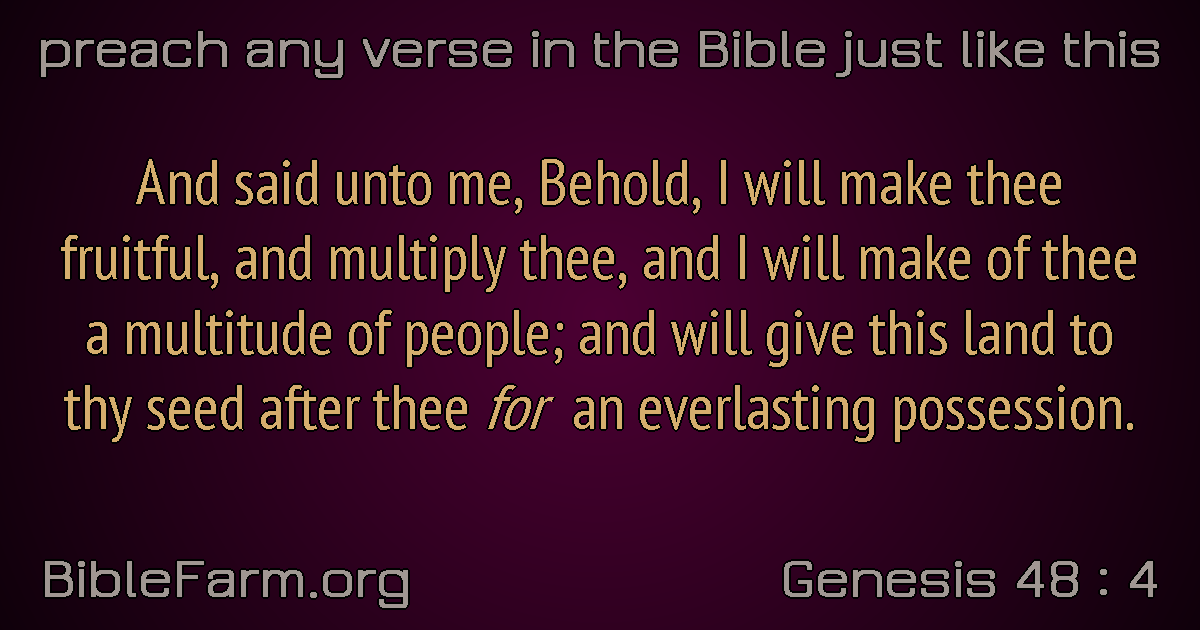 preach any verse in the Bible just like this
And said unto me, Behold, I will make thee
fruitful, and multiply thee, and I will make of thee
a multitude of people; and will give this land to
thy seed after thee for an everlasting possession.
BibleFarm.org
Genesis 48 : 4